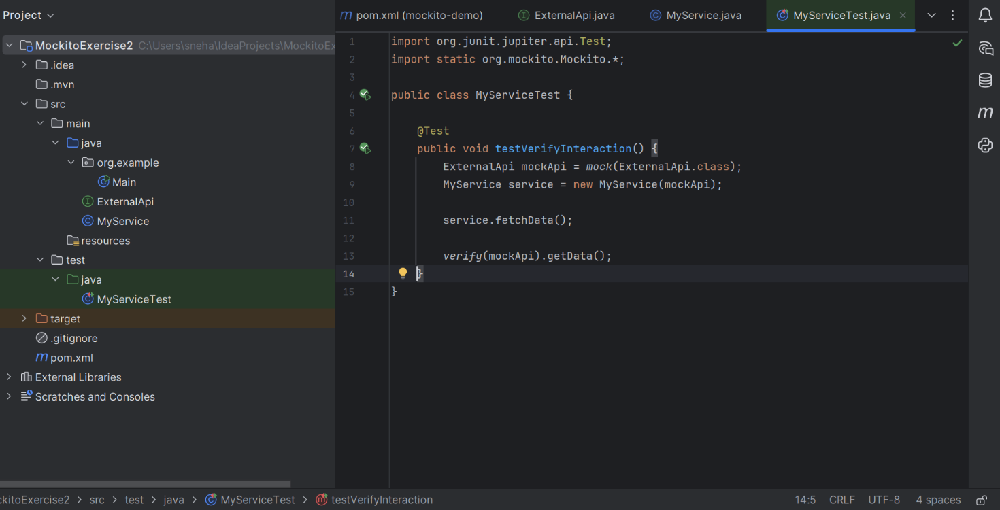 Project
MockitoExercise2 C:\Users\sneha\IdeaProjects\MockitoEx
.idea
.mvn
src
main
java
org.example
Main
ExternalApi
MyService
resources
test
java
MyServiceTest
target
.gitignore
m pom.xml
External Libraries
Scratches and Consoles
m pom.xml (mockito-demo) ExternalApi.java MyService.java MyServiceTest.java
1 import org.junit.jupiter.api.Test;
2 import static org.mockito.Mockito.*;
3
4 public class MyServiceTest {
5
6 @Test
7 public void testVerifyInteraction() {
8 ExternalApi mockApi = mock(ExternalApi.class);
9 MyService service = new MyService(mockApi);
10
11 service.fetchData();
12
13 verify(mockApi).getData();
14 }
15 }
m
ckitoExercise2 > src > test > java > MyServiceTest > testVerifyInteraction 14:5 CRLF UTF-8 4 spaces